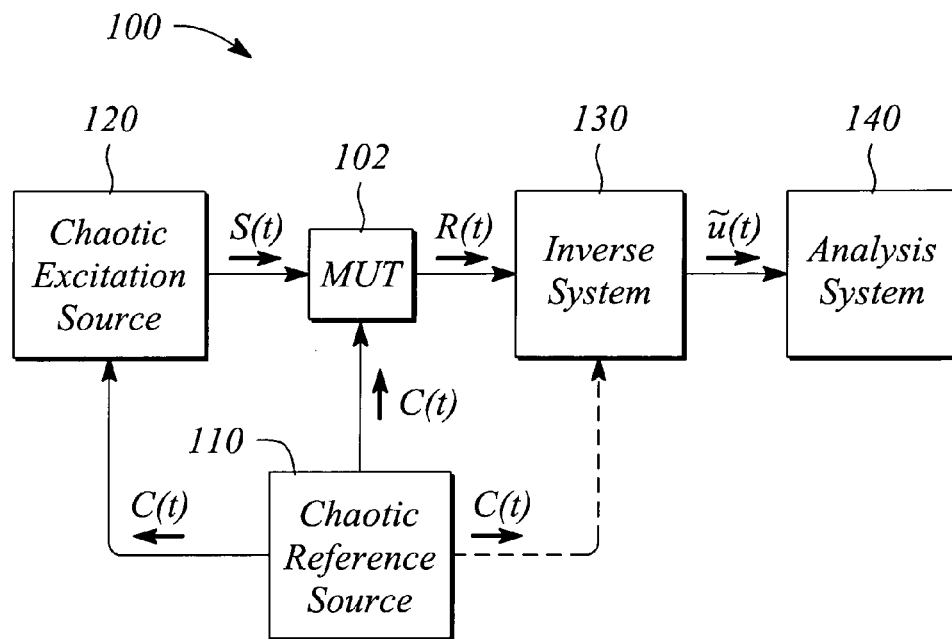 100
120
102
130
140
Chaotic
Excitation
Source
S(t)
MUT
R(t)
Inverse
System
ũ(t)
Analysis
System
C(t)
110
C(t)
Chaotic
Reference
Source
C(t)